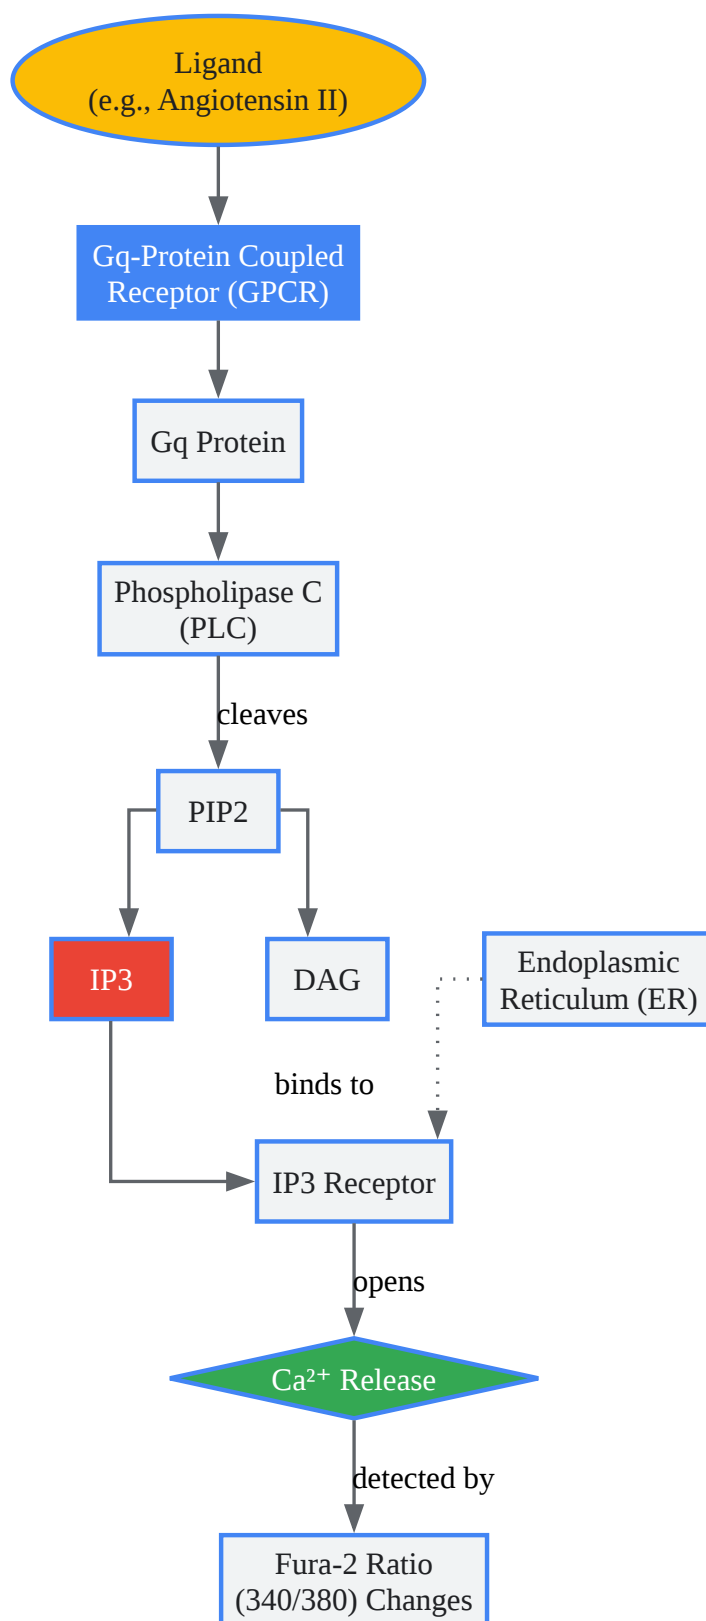 Ligand
(e.g., Angiotensin II)
Gq-Protein Coupled
Receptor (GPCR)
Gq Protein
Phospholipase C
(PLC)
cleaves
PIP2
IP3
DAG
Endoplasmic
Reticulum (ER)
binds to
IP3 Receptor
opens
Ca²⁺ Release
detected by
Fura-2 Ratio
(340/380) Changes